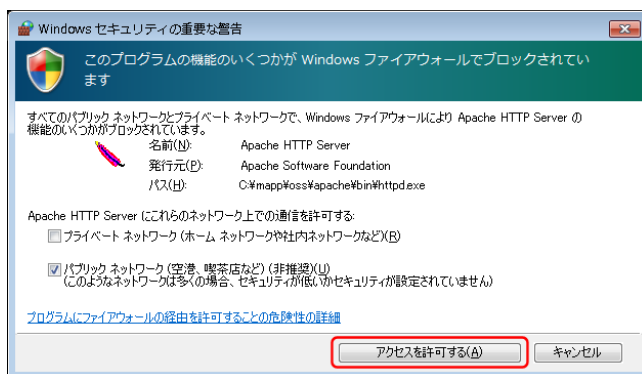 Windows セキュリティの重要な警告
このプログラムの機能のいくつかが Windows ファイアウォールでブロックされてい
ます
すべてのパブリック ネットワークとプライベート ネットワークで、Windows ファイアウォールにより Apache HTTP Server の
機能のいくつかがブロックされています。
名前(N): Apache HTTP Server
発行元(P): Apache Software Foundation
パス(H): C:¥mapp¥oss¥apache¥bin¥httpd.exe
Apache HTTP Server にこれらのネットワーク上での通信を許可する:
プライベート ネットワーク (ホーム ネットワークや社内ネットワークなど)(R)
パブリック ネットワーク (空港、喫茶店など) (非推奨)(U)
(このようなネットワークは多くの場合、セキュリティが低いかセキュリティが設定されていません)
プログラムにファイアウォールの経由を許可することの危険性の詳細
アクセスを許可する(A) キャンセル